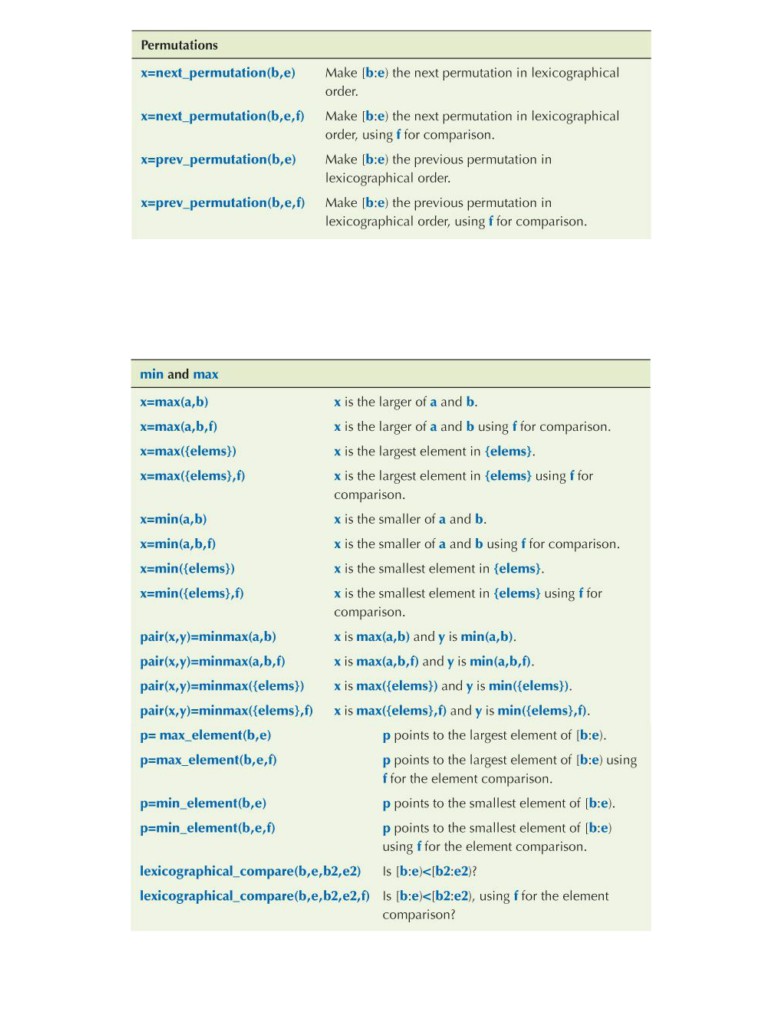 Permutations
x=next_permutation(b,e) Make [b:e) the next permutation in lexicographical
order.
x=next_permutation(b,e,f) Make [b:e) the next permutation in lexicographical
order, using f for comparison.
x=prev_permutation(b,e) Make [b:e) the previous permutation in
lexicographical order.
x=prev_permutation(b,e,f) Make [b:e) the previous permutation in
lexicographical order, using f for comparison.
min and max
x=max(a,b) x is the larger of a and b.
x=max(a,b,f) x is the larger of a and b using f for comparison.
x=max({elems}) x is the largest element in {elems}.
x=max({elems},f) x is the largest element in {elems} using f for
comparison.
x=min(a,b) x is the smaller of a and b.
x=min(a,b,f) x is the smaller of a and b using f for comparison.
x=min({elems}) x is the smallest element in {elems}.
x=min({elems},f) x is the smallest element in {elems} using f for
comparison.
pair(x,y)=minmax(a,b) x is max(a,b) and y is min(a,b).
pair(x,y)=minmax(a,b,f) x is max(a,b,f) and y is min(a,b,f).
pair(x,y)=minmax({elems}) x is max({elems}) and y is min({elems}).
pair(x,y)=minmax({elems},f) x is max({elems},f) and y is min({elems},f).
p= max_element(b,e) p points to the largest element of [b:e).
p=max_element(b,e,f) p points to the largest element of [b:e) using
f for the element comparison.
p=min_element(b,e) p points to the smallest element of [b:e).
p=min_element(b,e,f) p points to the smallest element of [b:e)
using f for the element comparison.
lexicographical_compare(b,e,b2,e2) Is [b:e)<[b2:e2)?
lexicographical_compare(b,e,b2,e2,f) Is [b:e)<[b2:e2), using f for the element
comparison?